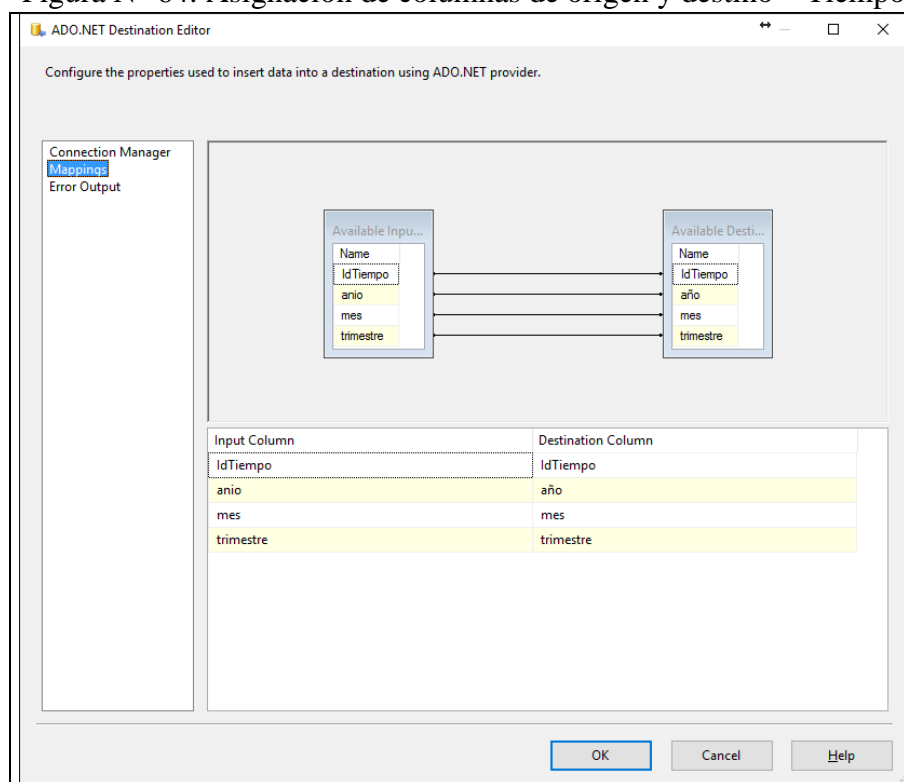 Figura N° 84: Asignación de columnas de origen y destino – Tiempo
ADO.NET Destination Editor
Configure the properties used to insert data into a destination using ADO.NET provider.
Connection Manager
Mappings
Error Output
Available Inpu...
Name
IdTiempo
anio
mes
trimestre
Available Desti...
Name
IdTiempo
año
mes
trimestre
Input Column Destination Column
IdTiempo IdTiempo
anio año
mes mes
trimestre trimestre
OK Cancel Help